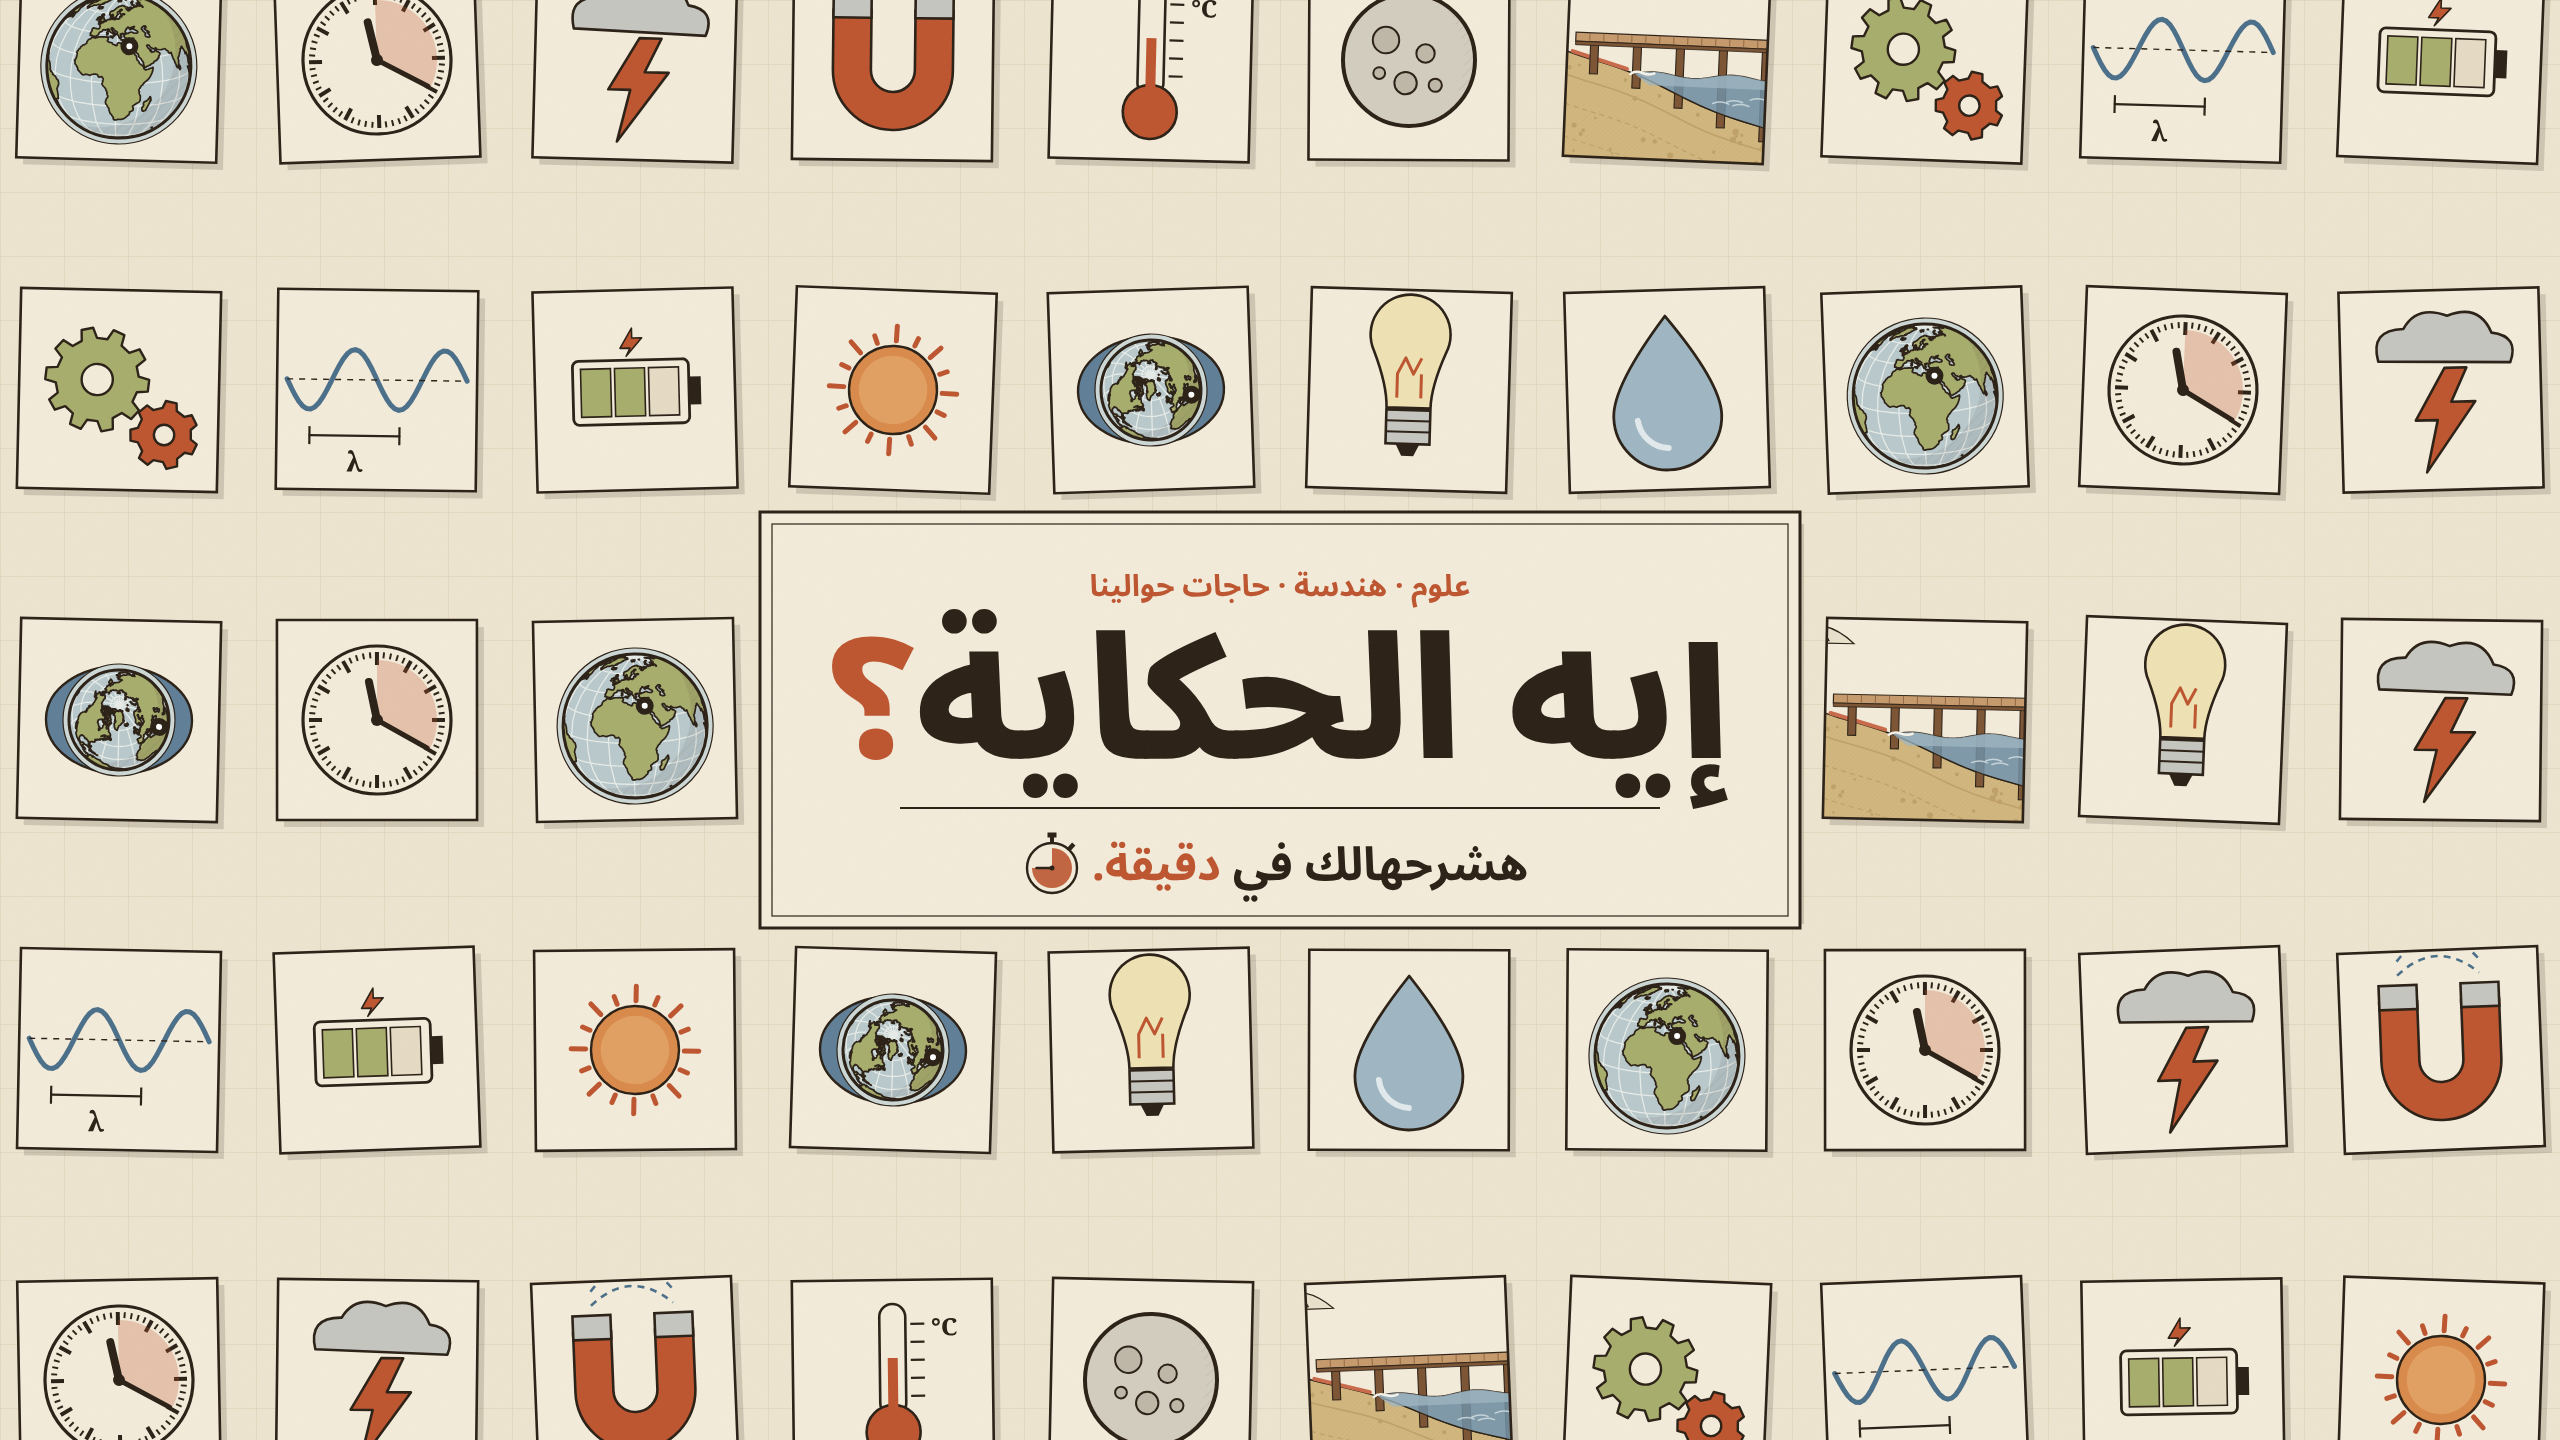 °C
λ
λ
علوم · هندسة · حاجات حوالينا
إيه الحكاية؟
هشرحهالك في دقيقة.
λ
°C